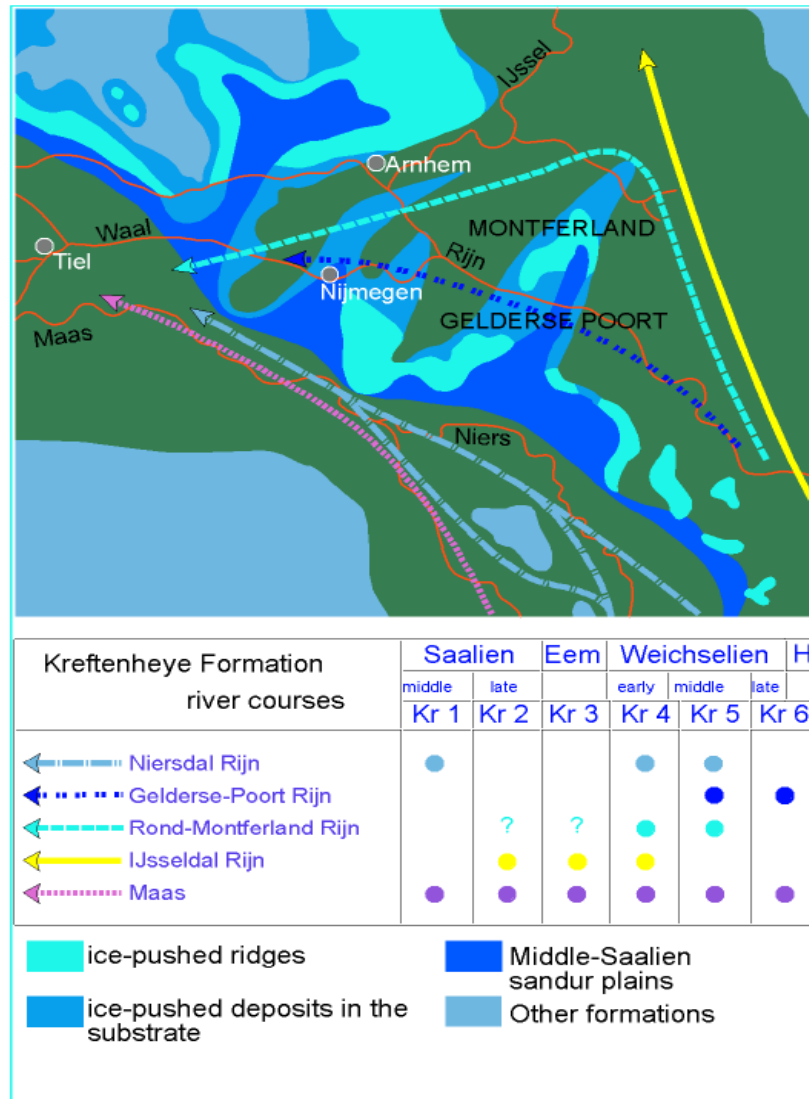 IJssel
Arnhem
MONTFERLAND
Waal
Tiel
Rijn
Nijmegen
GELDERSE POORT
Maas
Niers
Kreftenheye Formation
river courses
Saalien Eem Weichselien H
middle late early middle late
Kr 1 Kr 2 Kr 3 Kr 4 Kr 5 Kr 6
Niersdal Rijn
Gelderse-Poort Rijn
Rond-Montferland Rijn ? ?
IJsseldal Rijn
Maas
ice-pushed ridges
Middle-Saalien
sandur plains
ice-pushed deposits in the
substrate
Other formations